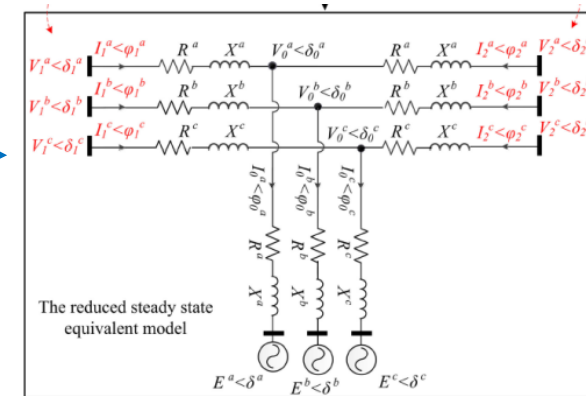 I₁ᵃ<φ₁ᵃ Rᵃ Xᵃ V₀ᵃ<δ₀ᵃ Rᵃ Xᵃ I₂ᵃ<φ₂ᵃ
V₁ᵃ<δ₁ᵃ V₂ᵃ<δ₂
I₁ᵇ<φ₁ᵇ Rᵇ Xᵇ V₀ᵇ<δ₀ᵇ Rᵇ Xᵇ I₂ᵇ<φ₂ᵇ
V₁ᵇ<δ₁ᵇ V₂ᵇ<δ₂
I₁ᶜ<φ₁ᶜ Rᶜ Xᶜ V₀ᶜ<δ₀ᶜ Rᶜ Xᶜ I₂ᶜ<φ₂ᶜ
V₁ᶜ<δ₁ᶜ V₂ᶜ<δ₂
I₀ᵃ<φ₀ᵃ I₀ᵇ<φ₀ᵇ I₀ᶜ<φ₀ᶜ
Rᵃ Rᵇ Rᶜ
Xᵃ Xᵇ Xᶜ
The reduced steady state
equivalent model
Eᵃ<δᵃ Eᵇ<δᵇ Eᶜ<δᶜ